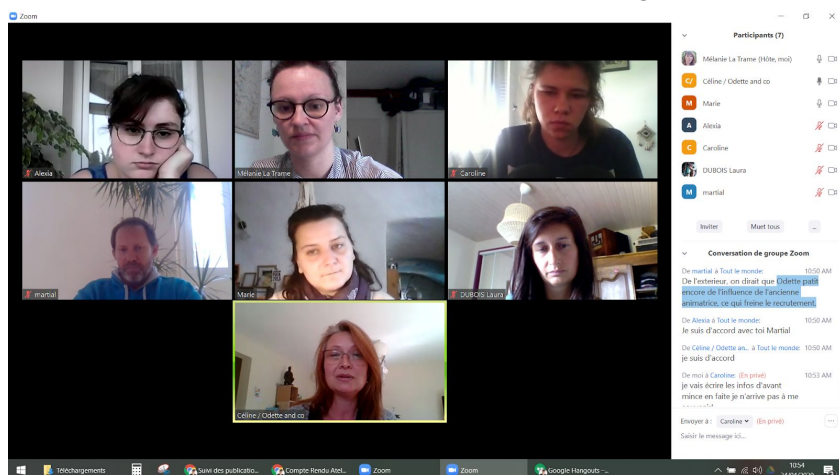 Zoom
Participants (7)
Mélanie La Trame (Hôte, moi)
C/
Céline / Odette and co
M
Marie
A
Alexia
C
Caroline
DUBOIS Laura
M
martial
Inviter
Muet tous
...
Conversation de groupe Zoom
De martial à Tout le monde: 10:50 AM
De l'exterieur, on dirait que Odette patit
encore de l'influence de l'ancienne
animatrice, ce qui freine le recrutement.
De Alexia à Tout le monde: 10:50 AM
Je suis d'accord avec toi Martial
De Céline / Odette an... à Tout le monde: 10:50 AM
je suis d'accord
De moi à Caroline: (En privé) 10:53 AM
je vais écrire les infos d'avant
mince en faite je n'arrive pas à me
Envoyer à : Caroline (En privé)
Saisir le message ici...
Alexia
Mélanie La Trame
Caroline
martial
Marie
DUBOIS Laura
Céline / Odette and co
Téléchargements
Suivi des publicatio...
Compte Rendu Atel...
Zoom
Zoom
Google Hangouts -...
10:54